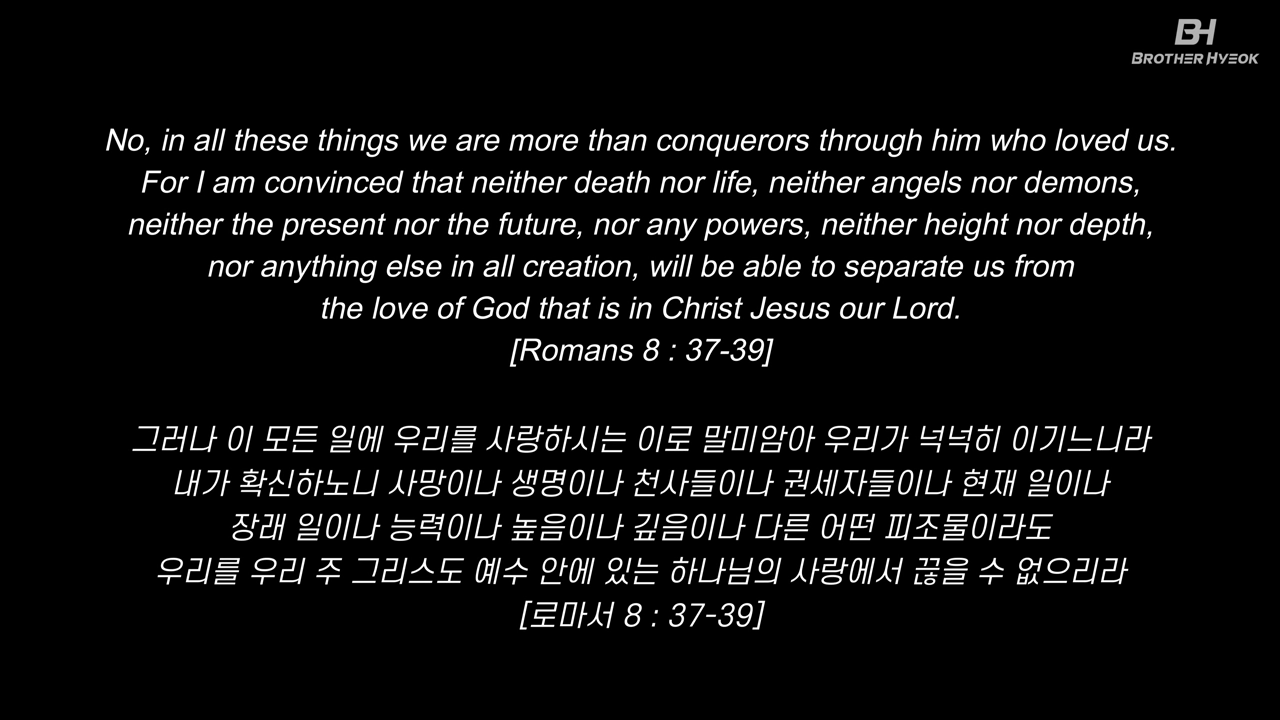 BH
BROTHER HYEOK
No, in all these things we are more than conquerors through him who loved us.
For I am convinced that neither death nor life, neither angels nor demons,
neither the present nor the future, nor any powers, neither height nor depth,
nor anything else in all creation, will be able to separate us from
the love of God that is in Christ Jesus our Lord.
[Romans 8 : 37-39]
그러나 이 모든 일에 우리를 사랑하시는 이로 말미암아 우리가 넉넉히 이기느니라
내가 확신하노니 사망이나 생명이나 천사들이나 권세자들이나 현재 일이나
장래 일이나 능력이나 높음이나 깊음이나 다른 어떤 피조물이라도
우리를 우리 주 그리스도 예수 안에 있는 하나님의 사랑에서 끊을 수 없으리라
[로마서 8 : 37-39]